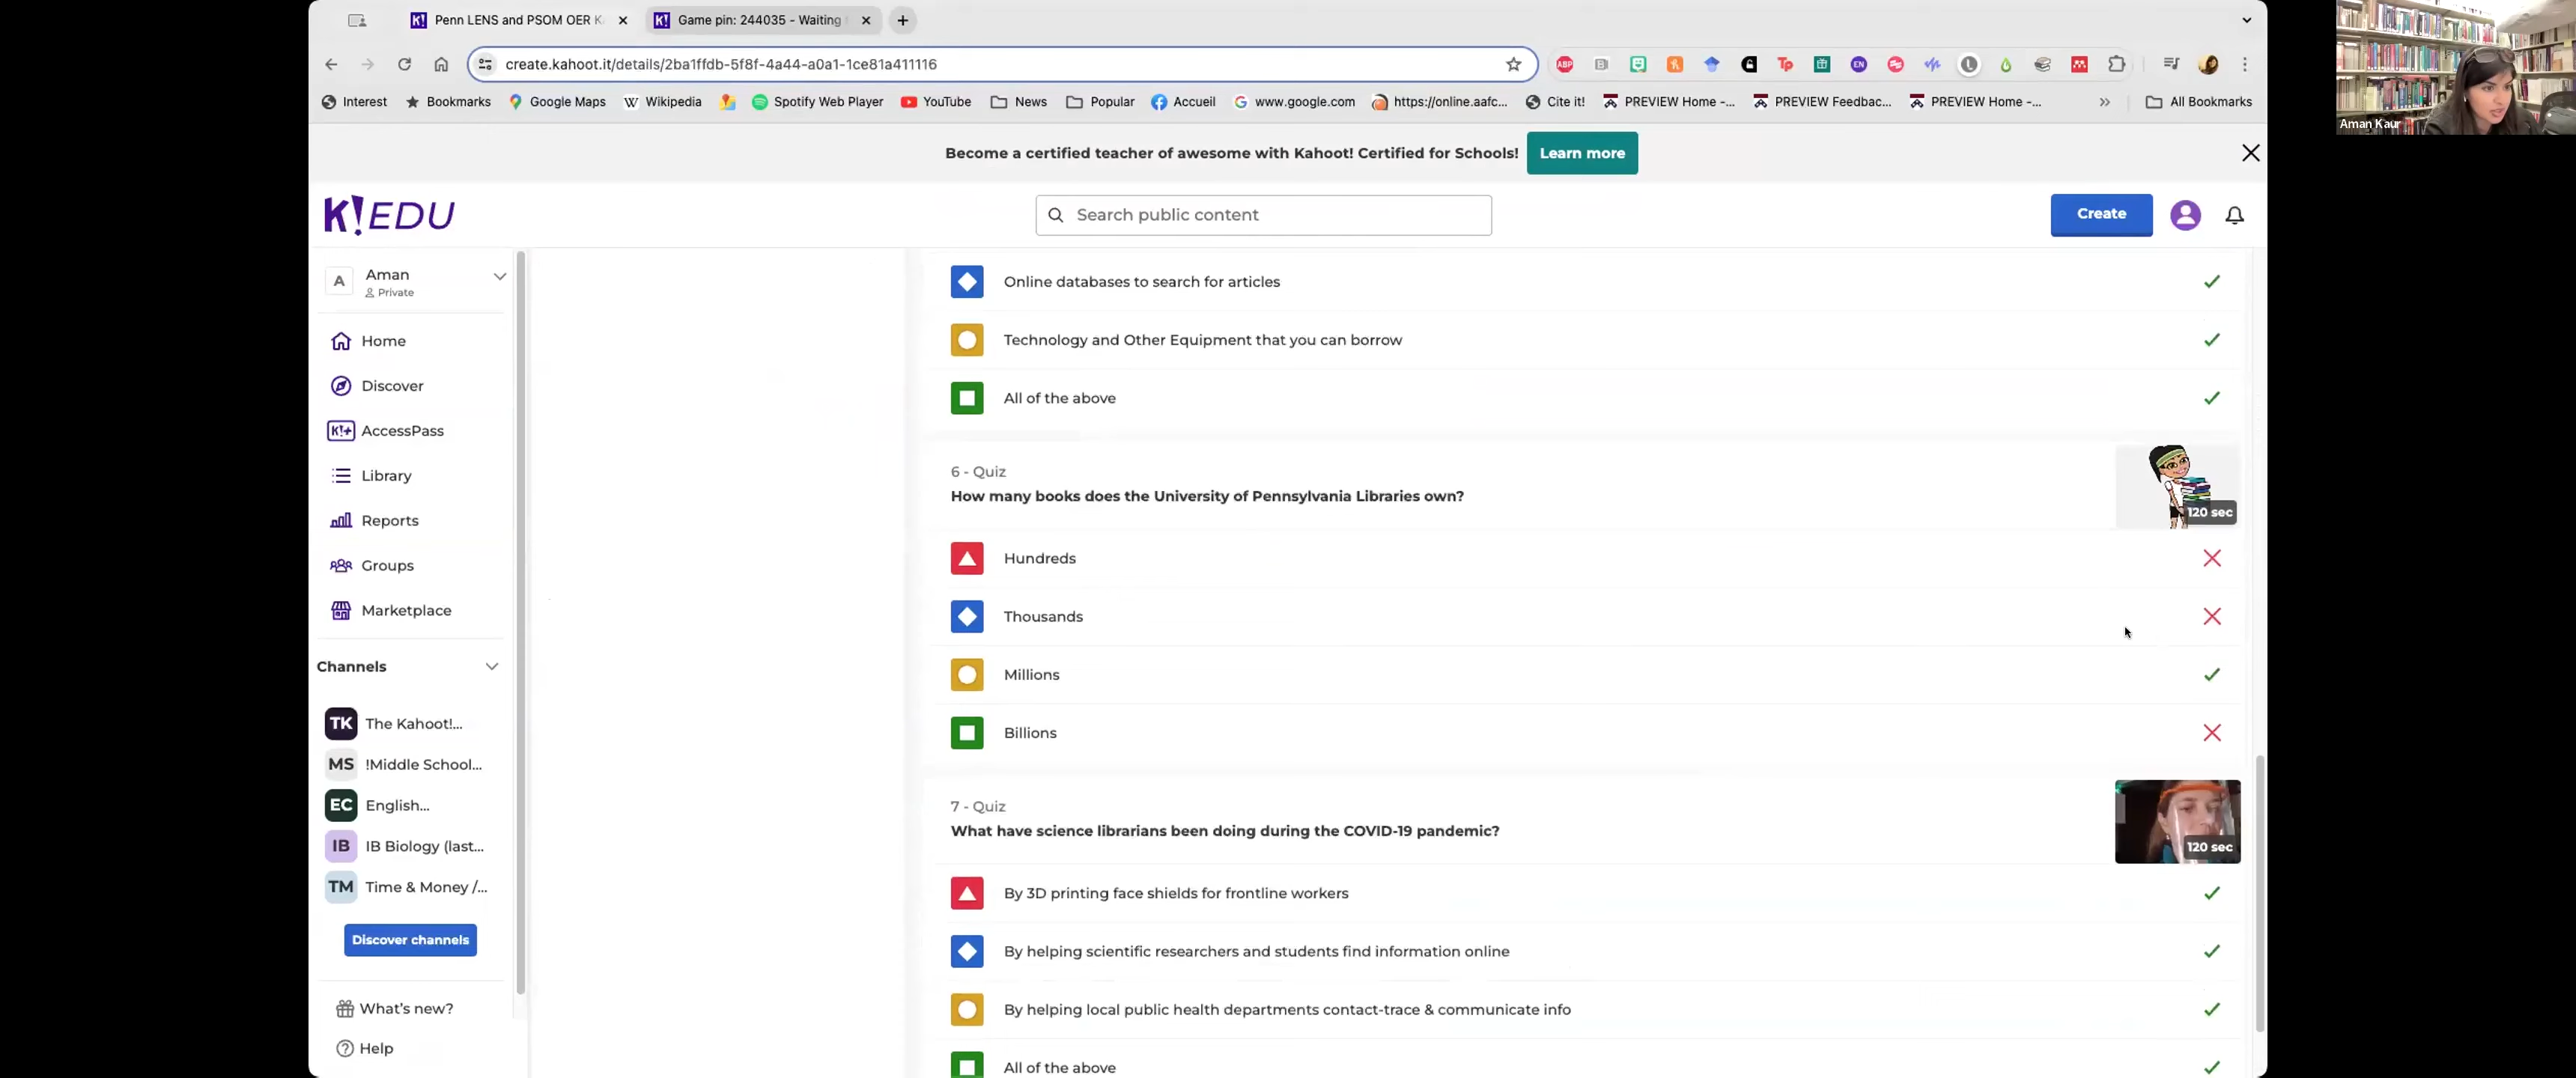 Penn LENS and PSOM OER K
Game pin: 244035 - Waiting
create.kahoot.it/details/2ba1ffdb-5f8f-4a44-a0a1-1ce81a411116
ABP
Tp
EN
Interest
Bookmarks
Google Maps
W Wikipedia
Spotify Web Player
YouTube
News
Popular
Accueil
G www.google.com
https://online.aafc...
Cite it!
PREVIEW Home -...
PREVIEW Feedbac...
PREVIEW Home -...
All Bookmarks
Aman Kaur
Become a certified teacher of awesome with Kahoot! Certified for Schools!
Learn more
K!EDU
Search public content
Create
A
Aman
Private
Home
Discover
K!+ AccessPass
Library
Reports
Groups
Marketplace
Channels
TK The Kahoot!...
MS !Middle School...
EC English...
IB IB Biology (last...
TM Time & Money /...
Discover channels
What's new?
Help
Online databases to search for articles
Technology and Other Equipment that you can borrow
All of the above
6 - Quiz
How many books does the University of Pennsylvania Libraries own?
120 sec
Hundreds
Thousands
Millions
Billions
7 - Quiz
What have science librarians been doing during the COVID-19 pandemic?
120 sec
By 3D printing face shields for frontline workers
By helping scientific researchers and students find information online
By helping local public health departments contact-trace & communicate info
All of the above